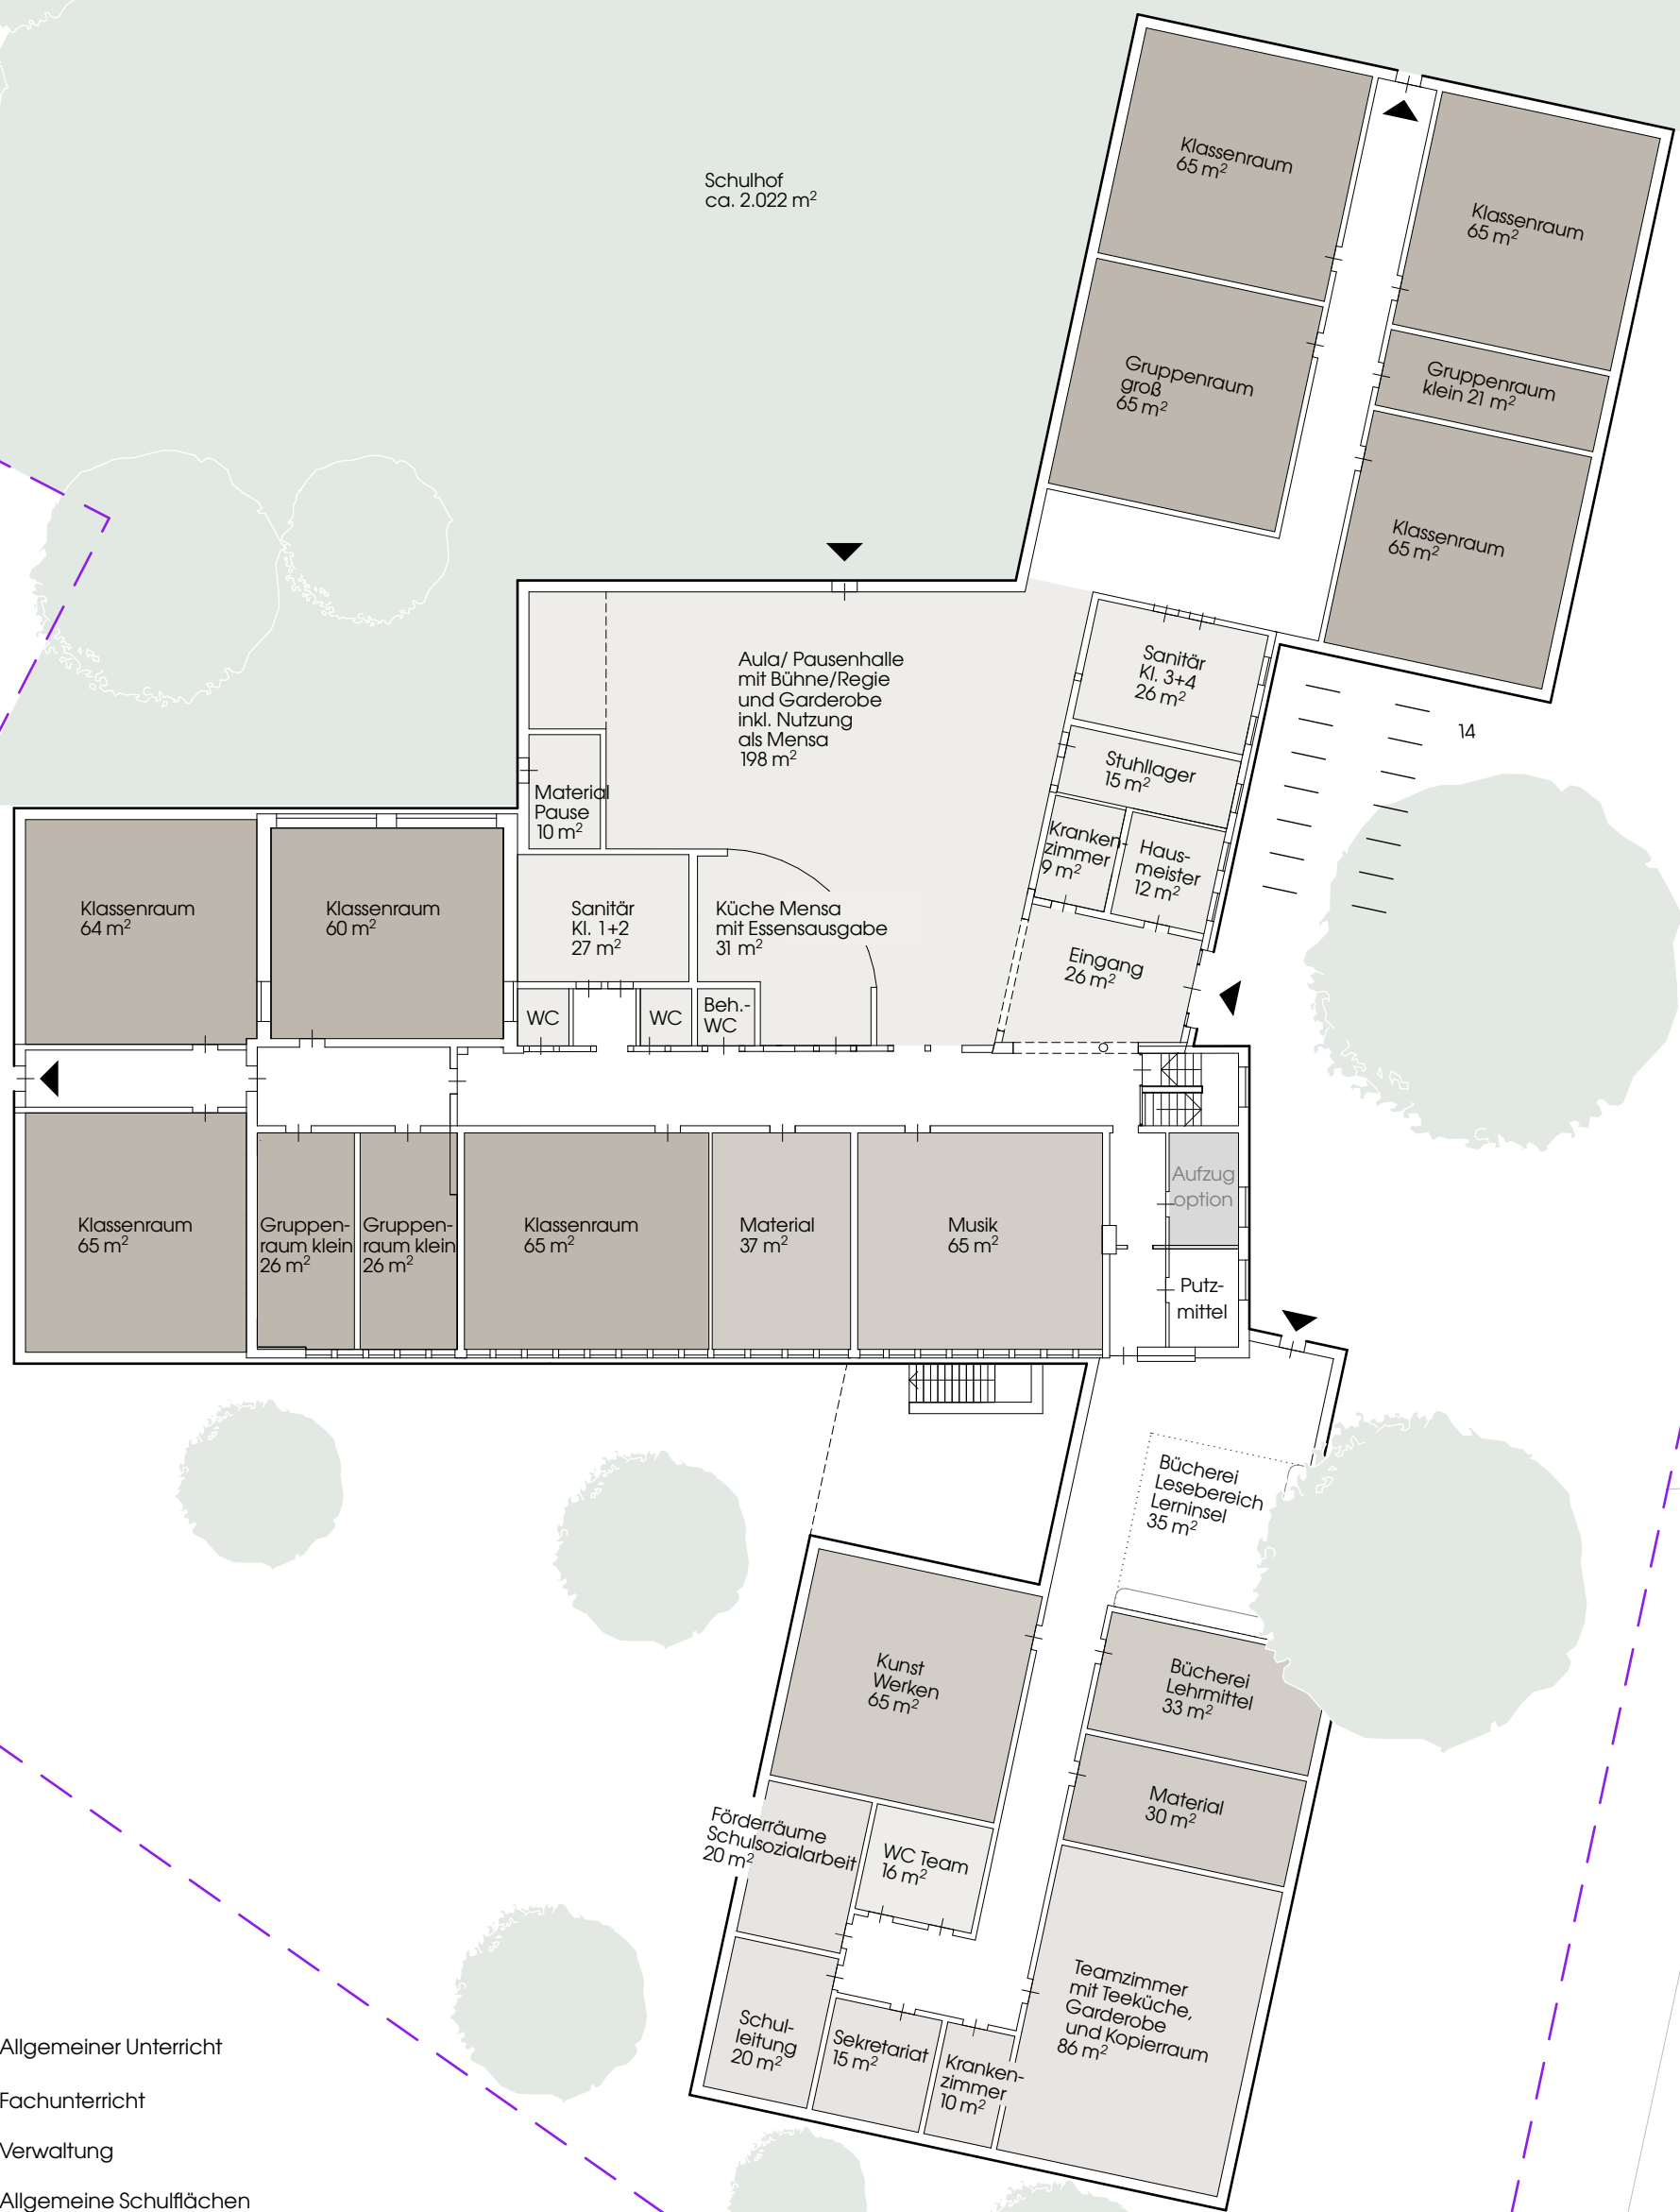 Schulhof
ca. 2.022 m²
Klassenraum
65 m²
Klassenraum
65 m²
Gruppenraum
groß
65 m²
Gruppenraum
klein 21 m²
Klassenraum
65 m²
14
Aula/ Pausenhalle
mit Bühne/Regie
und Garderobe
inkl. Nutzung
als Mensa
198 m²
Sanitär
Kl. 3+4
26 m²
Stuhllager
15 m²
Material
Pause
10 m²
Kranken-
zimmer
9 m²
Haus-
meister
12 m²
Klassenraum
64 m²
Klassenraum
60 m²
Sanitär
Kl. 1+2
27 m²
Küche Mensa
mit Essensausgabe
31 m²
Eingang
26 m²
WC
WC
Beh.-
WC
Klassenraum
65 m²
Gruppen-
raum klein
26 m²
Gruppen-
raum klein
26 m²
Klassenraum
65 m²
Material
37 m²
Musik
65 m²
Aufzug
option
Putz-
mittel
Bücherei
Lesebereich
Lerninsel
35 m²
Kunst
Werken
65 m²
Bücherei
Lehrmittel
33 m²
Material
30 m²
Förderräume
Schulsozialarbeit
20 m²
WC Team
16 m²
Teamzimmer
mit Teeküche,
Garderobe
und Kopierraum
86 m²
Schul-
leitung
20 m²
Sekretariat
15 m²
Kranken-
zimmer
10 m²
Allgemeiner Unterricht
Fachunterricht
Verwaltung
Allgemeine Schulflächen